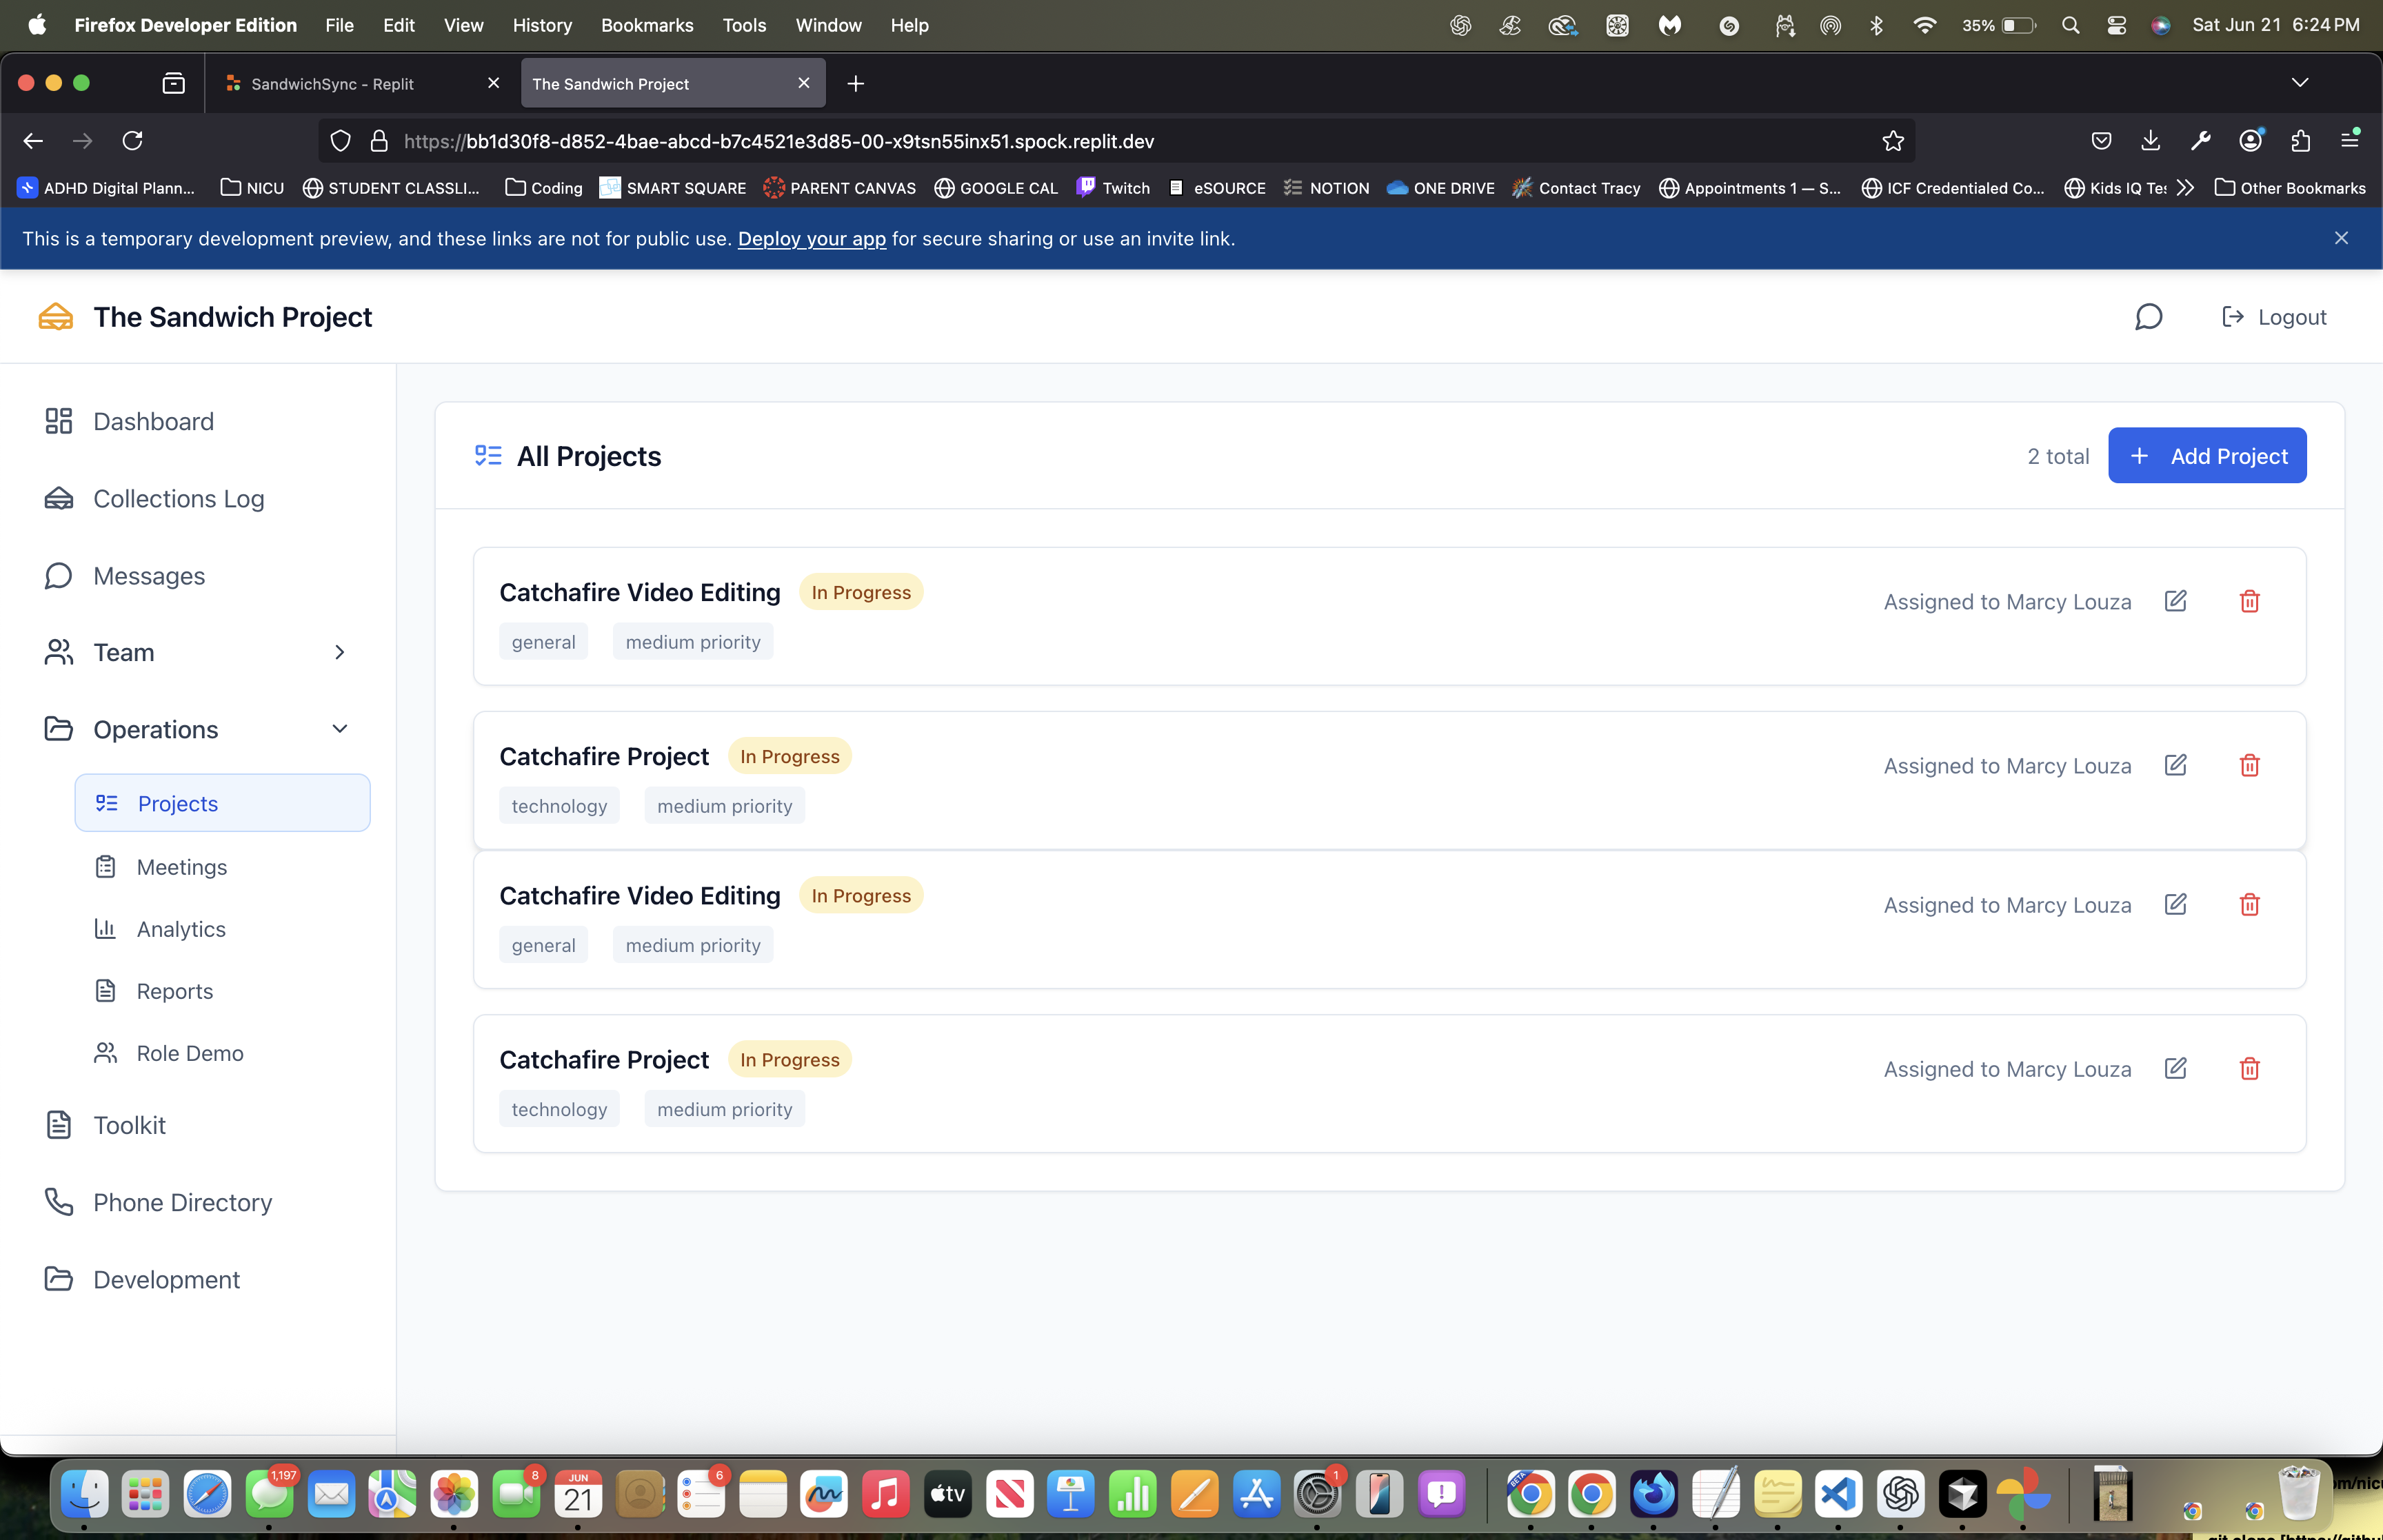 Firefox Developer Edition File Edit View History Bookmarks Tools Window Help 35% Sat Jun 21 6:24 PM
SandwichSync - Replit The Sandwich Project
https://bb1d30f8-d852-4bae-abcd-b7c4521e3d85-00-x9tsn55inx51.spock.replit.dev
ADHD Digital Plann... NICU STUDENT CLASSLI... Coding SMART SQUARE PARENT CANVAS GOOGLE CAL Twitch eSOURCE NOTION ONE DRIVE Contact Tracy Appointments 1 — S... ICF Credentialed Co... Kids IQ Tes Other Bookmarks
This is a temporary development preview, and these links are not for public use. Deploy your app for secure sharing or use an invite link.
The Sandwich Project Logout
Dashboard
Collections Log
Messages
Team
Operations
Projects
Meetings
Analytics
Reports
Role Demo
Toolkit
Phone Directory
Development
All Projects 2 total + Add Project
Catchafire Video Editing In Progress Assigned to Marcy Louza
general medium priority
Catchafire Project In Progress Assigned to Marcy Louza
technology medium priority
Catchafire Video Editing In Progress Assigned to Marcy Louza
general medium priority
Catchafire Project In Progress Assigned to Marcy Louza
technology medium priority
1,197 8 JUN 21 6 tv 1